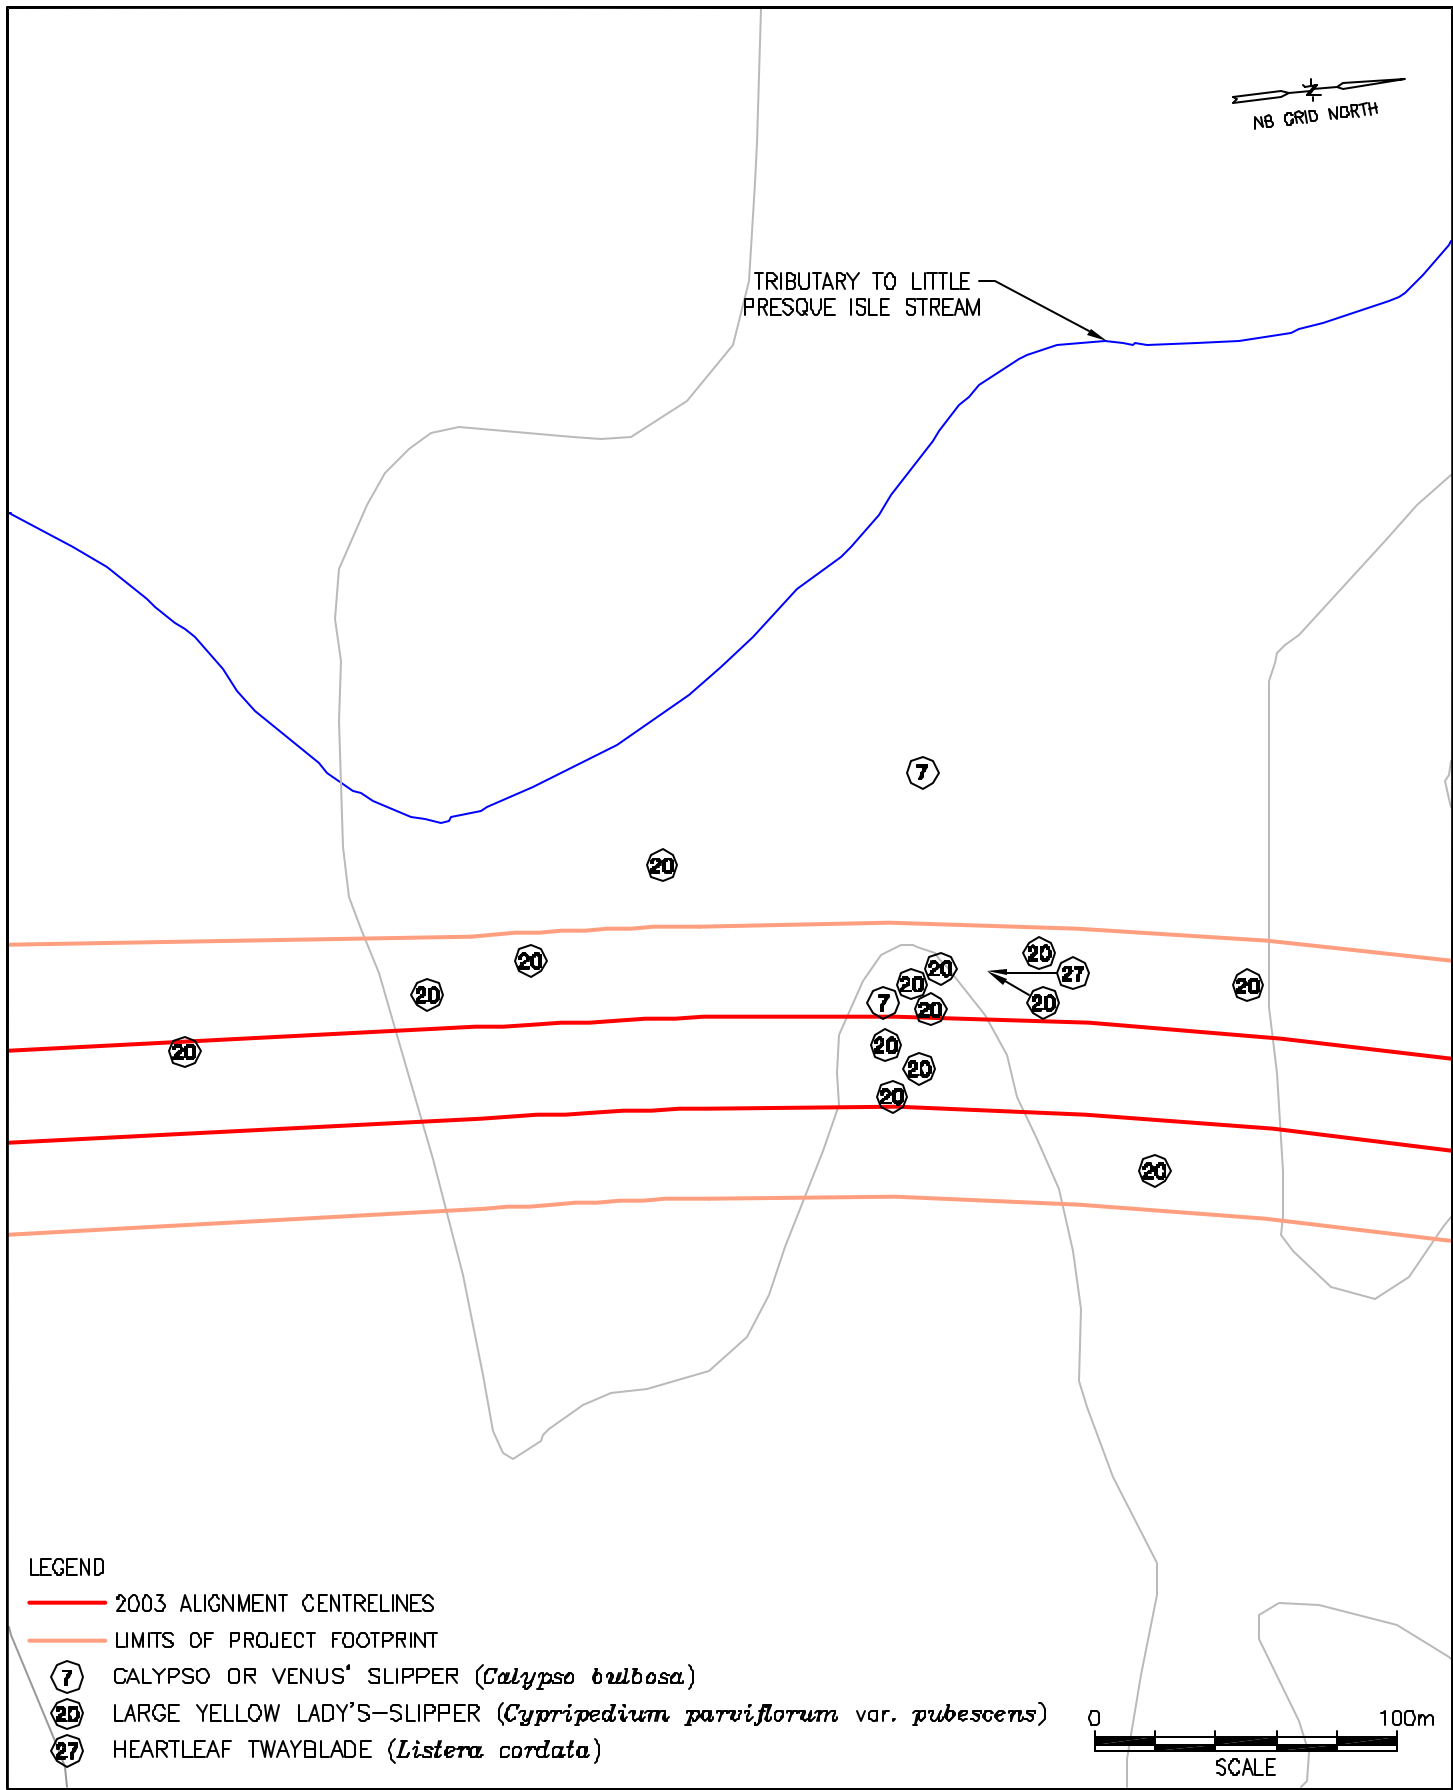 NB GRID NORTH
TRIBUTARY TO LITTLE
PRESQUE ISLE STREAM
7
20
20
20
20
27
20
20
20
20
7
20
20
20
20
20
20
LEGEND
2003 ALIGNMENT CENTRELINES
LIMITS OF PROJECT FOOTPRINT
7 CALYPSO OR VENUS' SLIPPER (Calypso bulbosa)
20 LARGE YELLOW LADY'S-SLIPPER (Cypripedium parviflorum var. pubescens)
27 HEARTLEAF TWAYBLADE (Listera cordata)
0 100m
SCALE